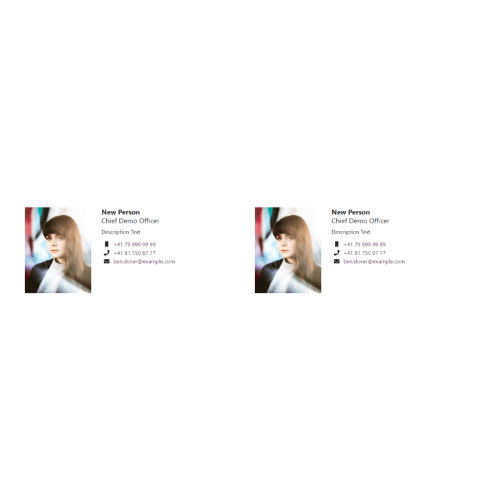 New Person
Chief Demo Officer
Description Text
+41 79 999 99 99
+41 81 750 67 77
ben.dover@example.com
New Person
Chief Demo Officer
Description Text
+41 79 999 99 99
+41 81 750 67 77
ben.dover@example.com